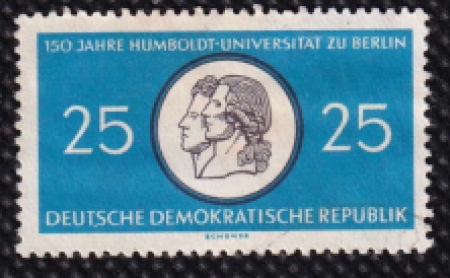 150 JAHRE HUMBOLDT-UNIVERSITÄT ZU BERLIN
25 25
DEUTSCHE DEMOKRATISCHE REPUBLIK